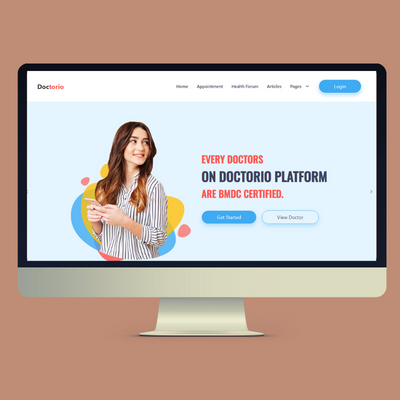 Doctorio
Home Appointment Health Forum Articles Pages Login
EVERY DOCTORS
ON DOCTORIO PLATFORM
ARE BMDC CERTIFIED.
Get Started View Doctor